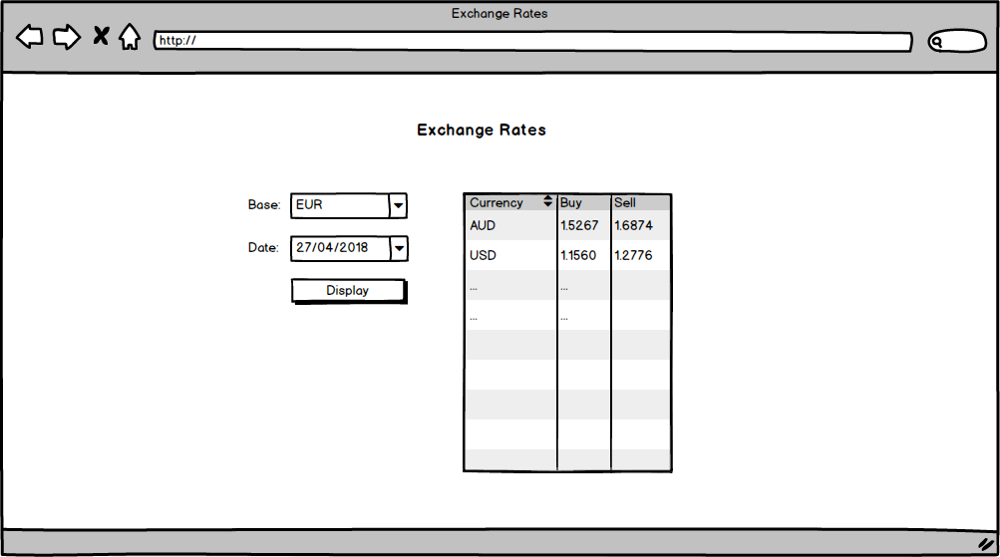 Exchange Rates
http://
Exchange Rates
Base: EUR
Date: 27/04/2018
Display
Currency Buy Sell
AUD 1.5267 1.6874
USD 1.1560 1.2776
... ...
... ...